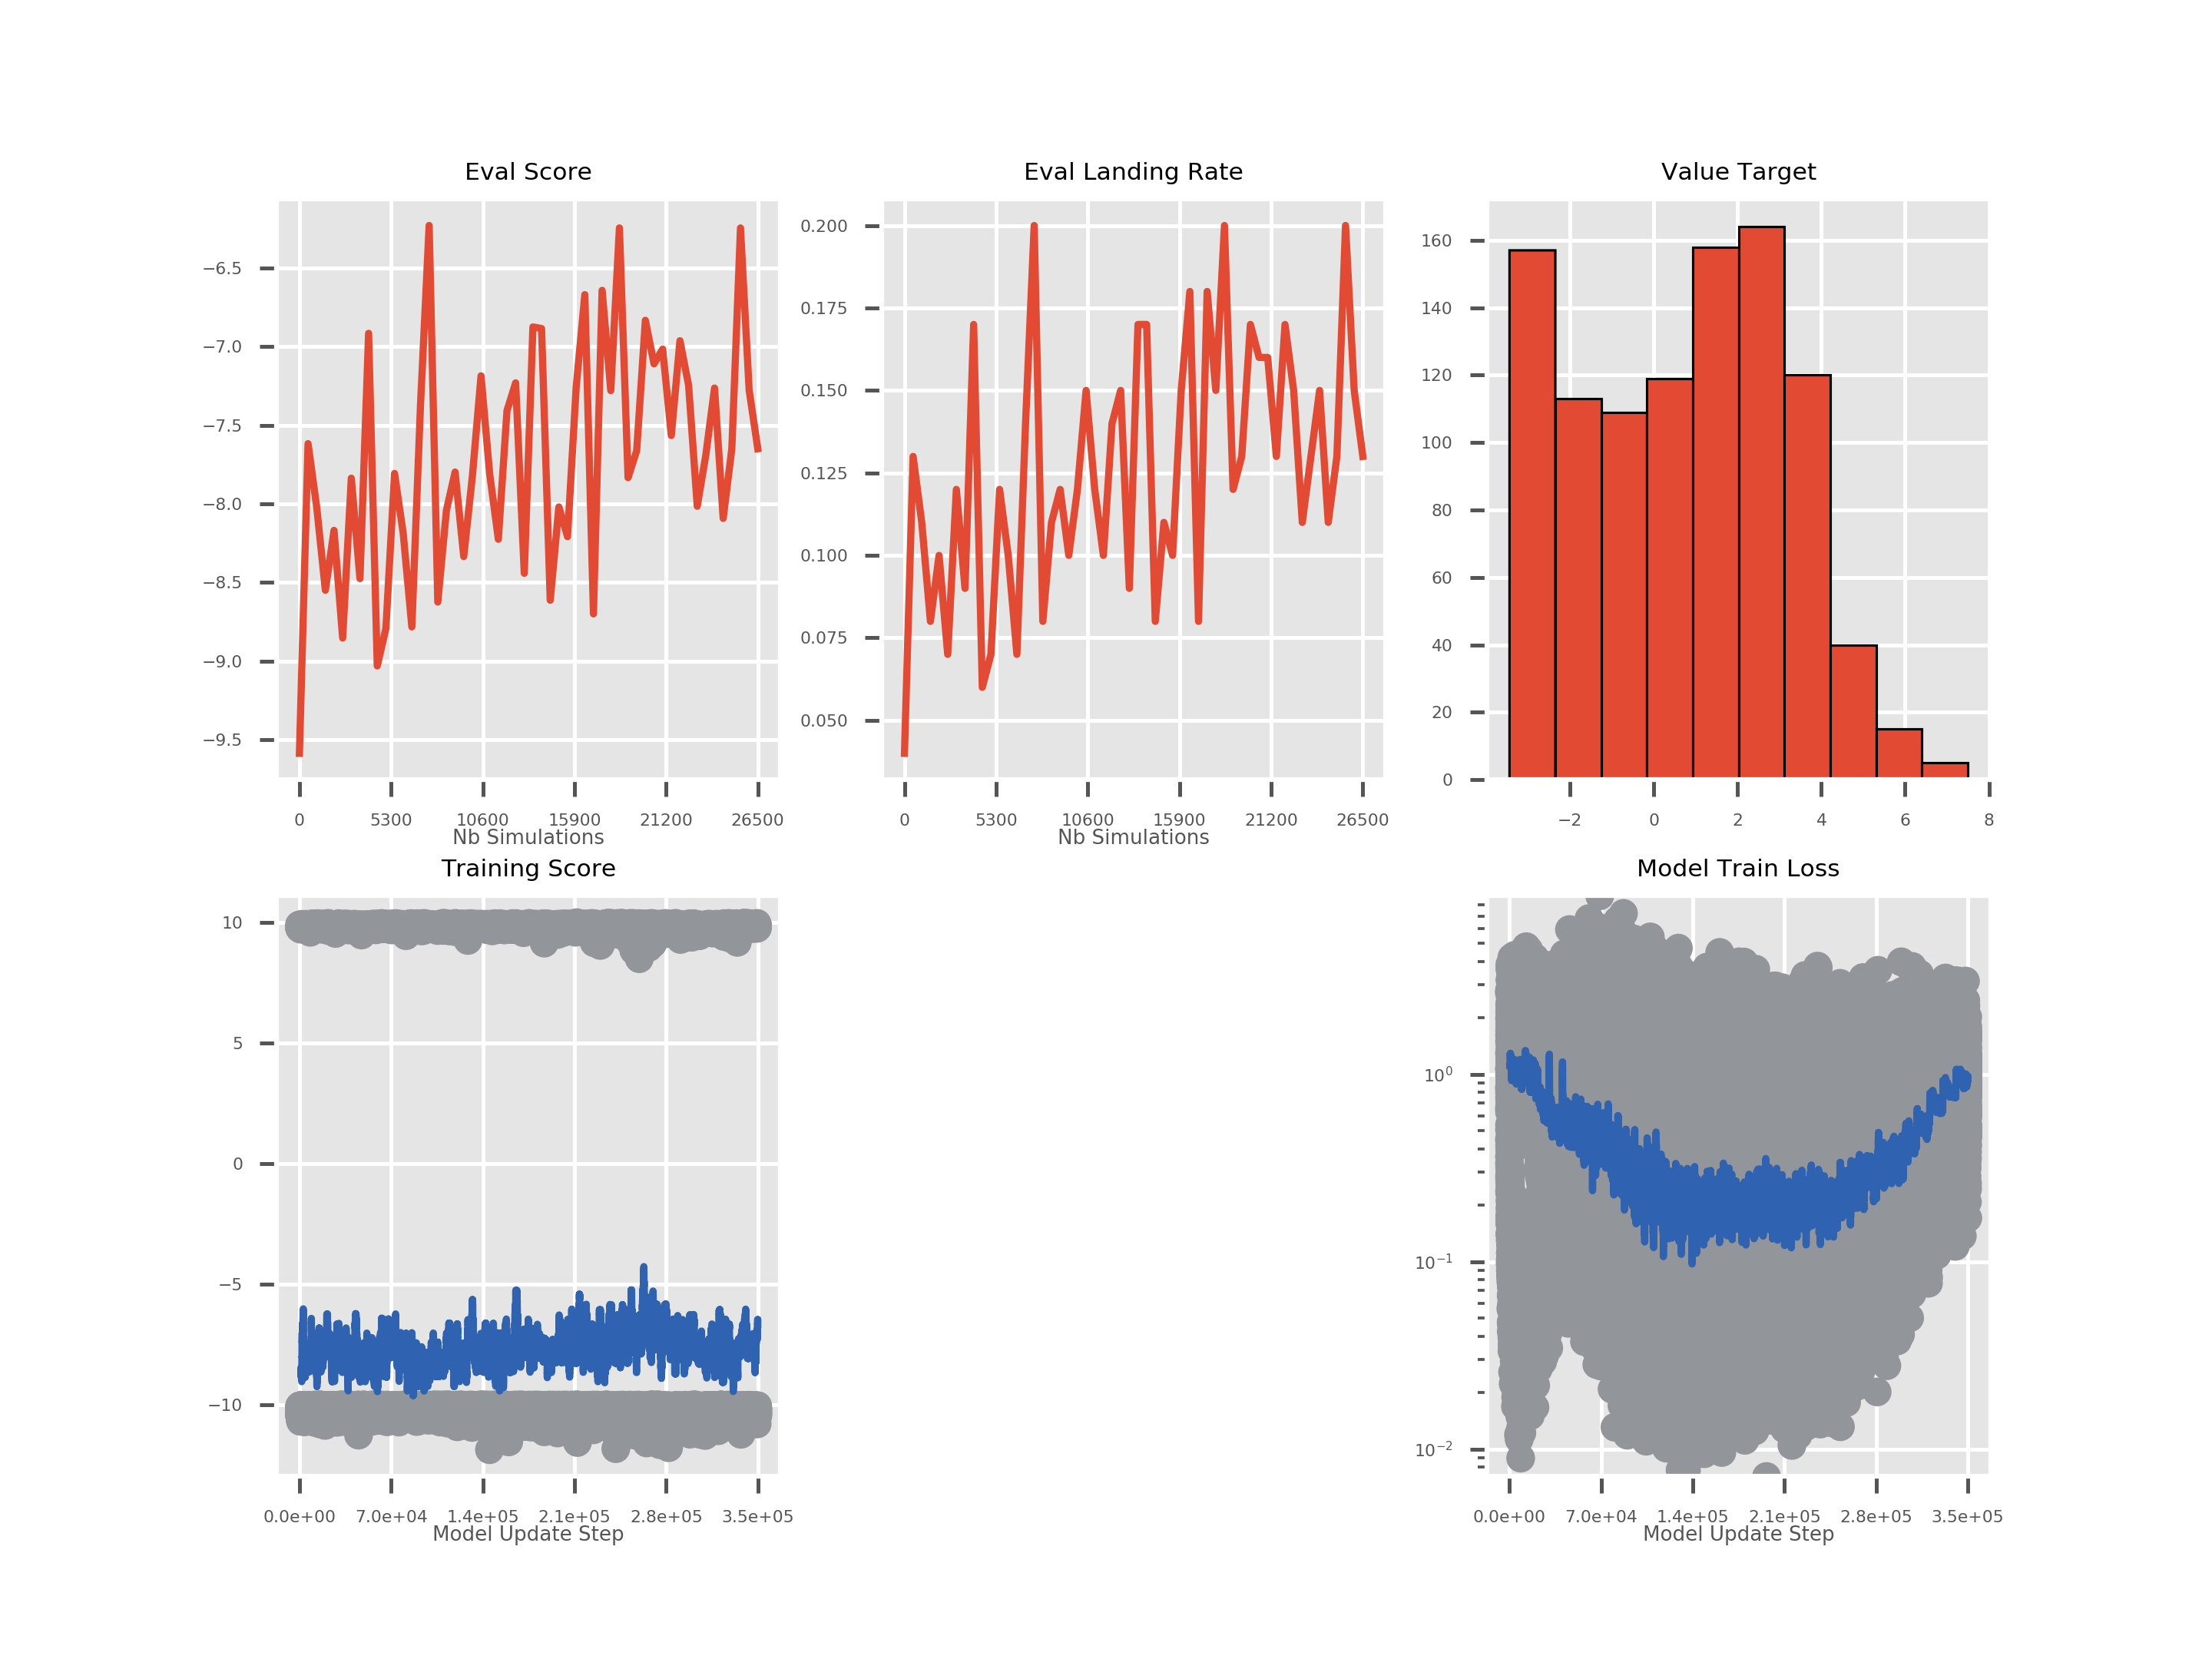 Eval Score
−6.5
−7.0
−7.5
−8.0
−8.5
−9.0
−9.5
0 5300 10600 15900 21200 26500
Nb Simulations
Eval Landing Rate
0.200
0.175
0.150
0.125
0.100
0.075
0.050
0 5300 10600 15900 21200 26500
Nb Simulations
Value Target
160
140
120
100
80
60
40
20
0
−2 0 2 4 6 8
Training Score
10
5
0
−5
−10
0.0e+00 7.0e+04 1.4e+05 2.1e+05 2.8e+05 3.5e+05
Model Update Step
Model Train Loss
10⁰
10⁻¹
10⁻²
0.0e+00 7.0e+04 1.4e+05 2.1e+05 2.8e+05 3.5e+05
Model Update Step